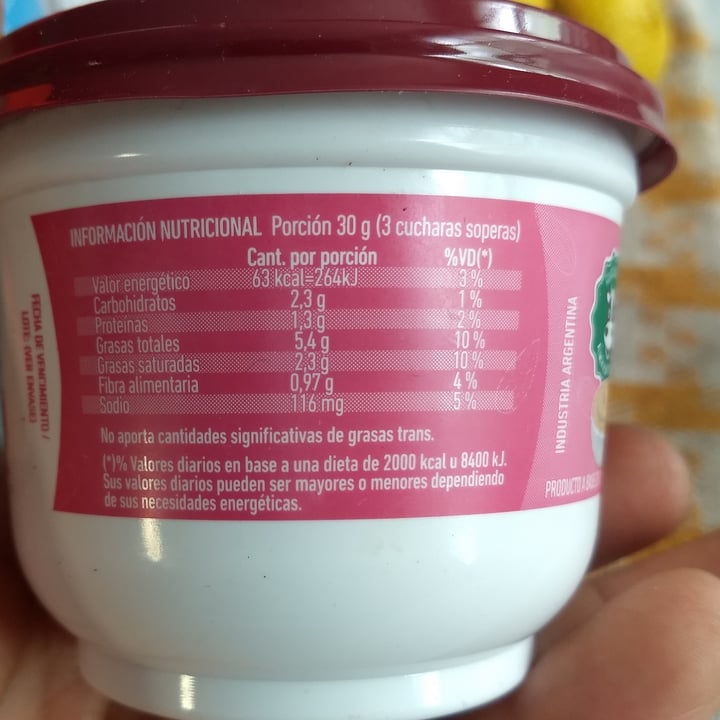 INFORMACIÓN NUTRICIONAL Porción 30 g (3 cucharas soperas)
Cant. por porción %VD(*)
Valor energético 63 kcal=264kJ 3 %
Carbohidratos 2,3 g 1 %
Proteínas 1,3 g 2 %
Grasas totales 5,4 g 10 %
Grasas saturadas 2,3 g 10 %
Fibra alimentaria 0,97 g 4 %
Sodio 116 mg 5 %
No aporta cantidades significativas de grasas trans.
(*)% Valores diarios en base a una dieta de 2000 kcal u 8400 kJ.
Sus valores diarios pueden ser mayores o menores dependiendo
de sus necesidades energéticas.
FECHA DE VENCIMIENTO /
LOTE: (VER ENVASE)
INDUSTRIA ARGENTINA
PRODUCTO A